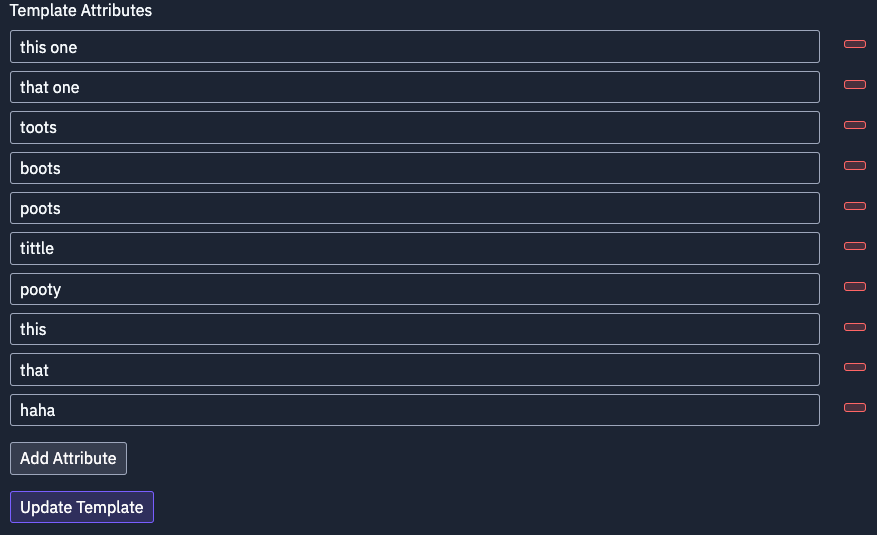 Template Attributes
this one
that one
toots
boots
poots
tittle
pooty
this
that
haha
Add Attribute
Update Template